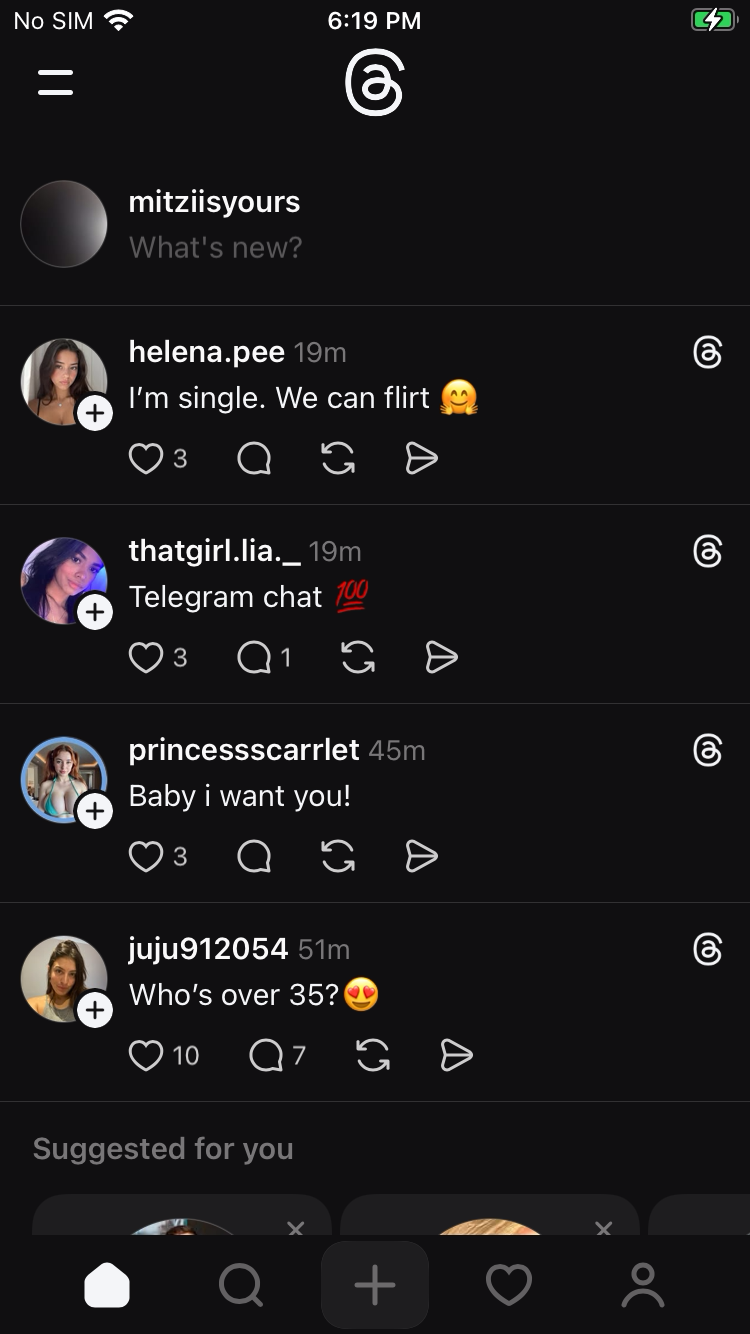 No SIM 6:19 PM
mitziisyours
What's new?
helena.pee 19m
I’m single. We can flirt 🤗
3
thatgirl.lia._ 19m
Telegram chat 💯
3 1
princessscarrlet 45m
Baby i want you!
3
juju912054 51m
Who’s over 35?😍
10 7
Suggested for you